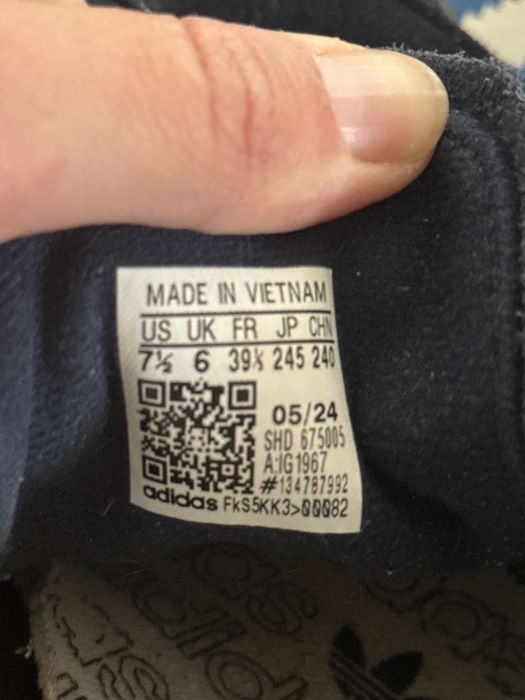 MADE IN VIETNAM
US UK FR JP CHN
7½ 6 39⅓ 245 240
05/24
SHD 675005
A:IG1967
#134787992
adidas FkS5KK3>00082
adidas